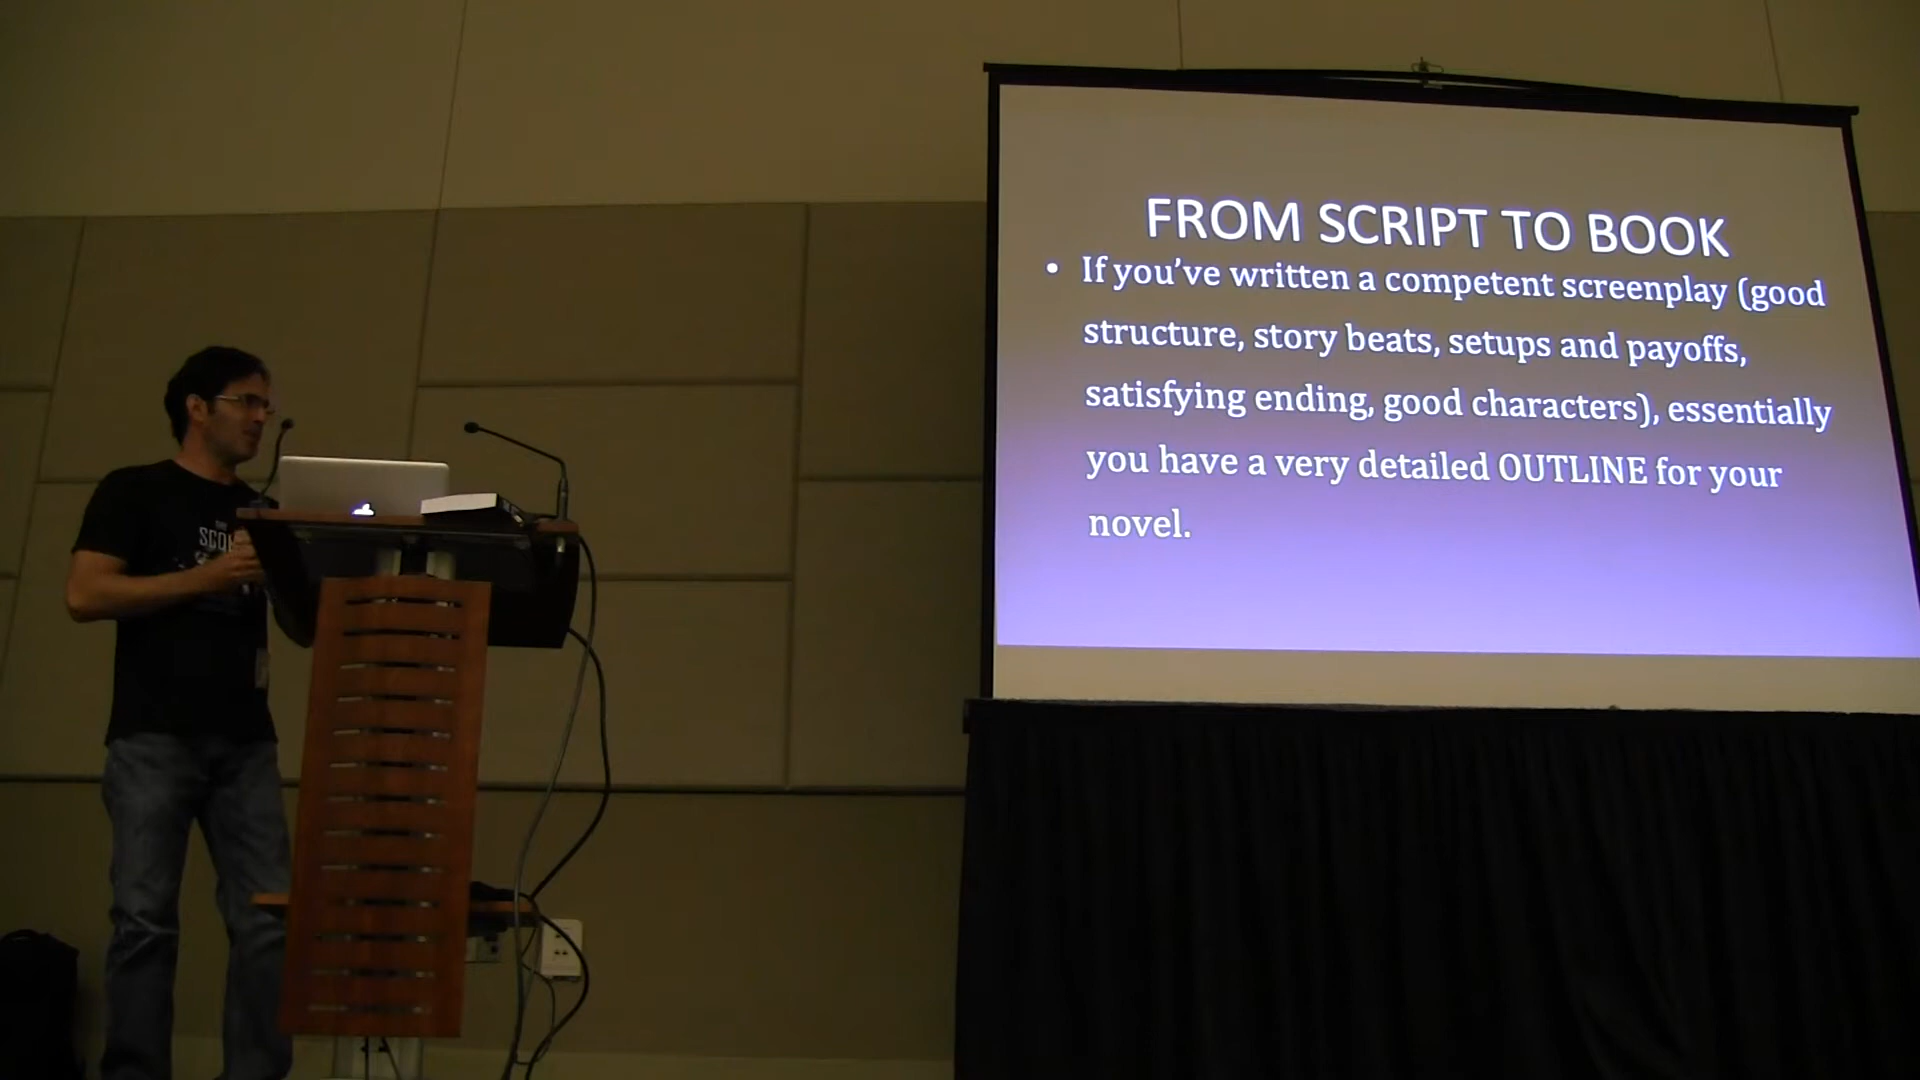 FROM SCRIPT TO BOOK
• If you've written a competent screenplay (good
structure, story beats, setups and payoffs,
satisfying ending, good characters), essentially
you have a very detailed OUTLINE for your
novel.